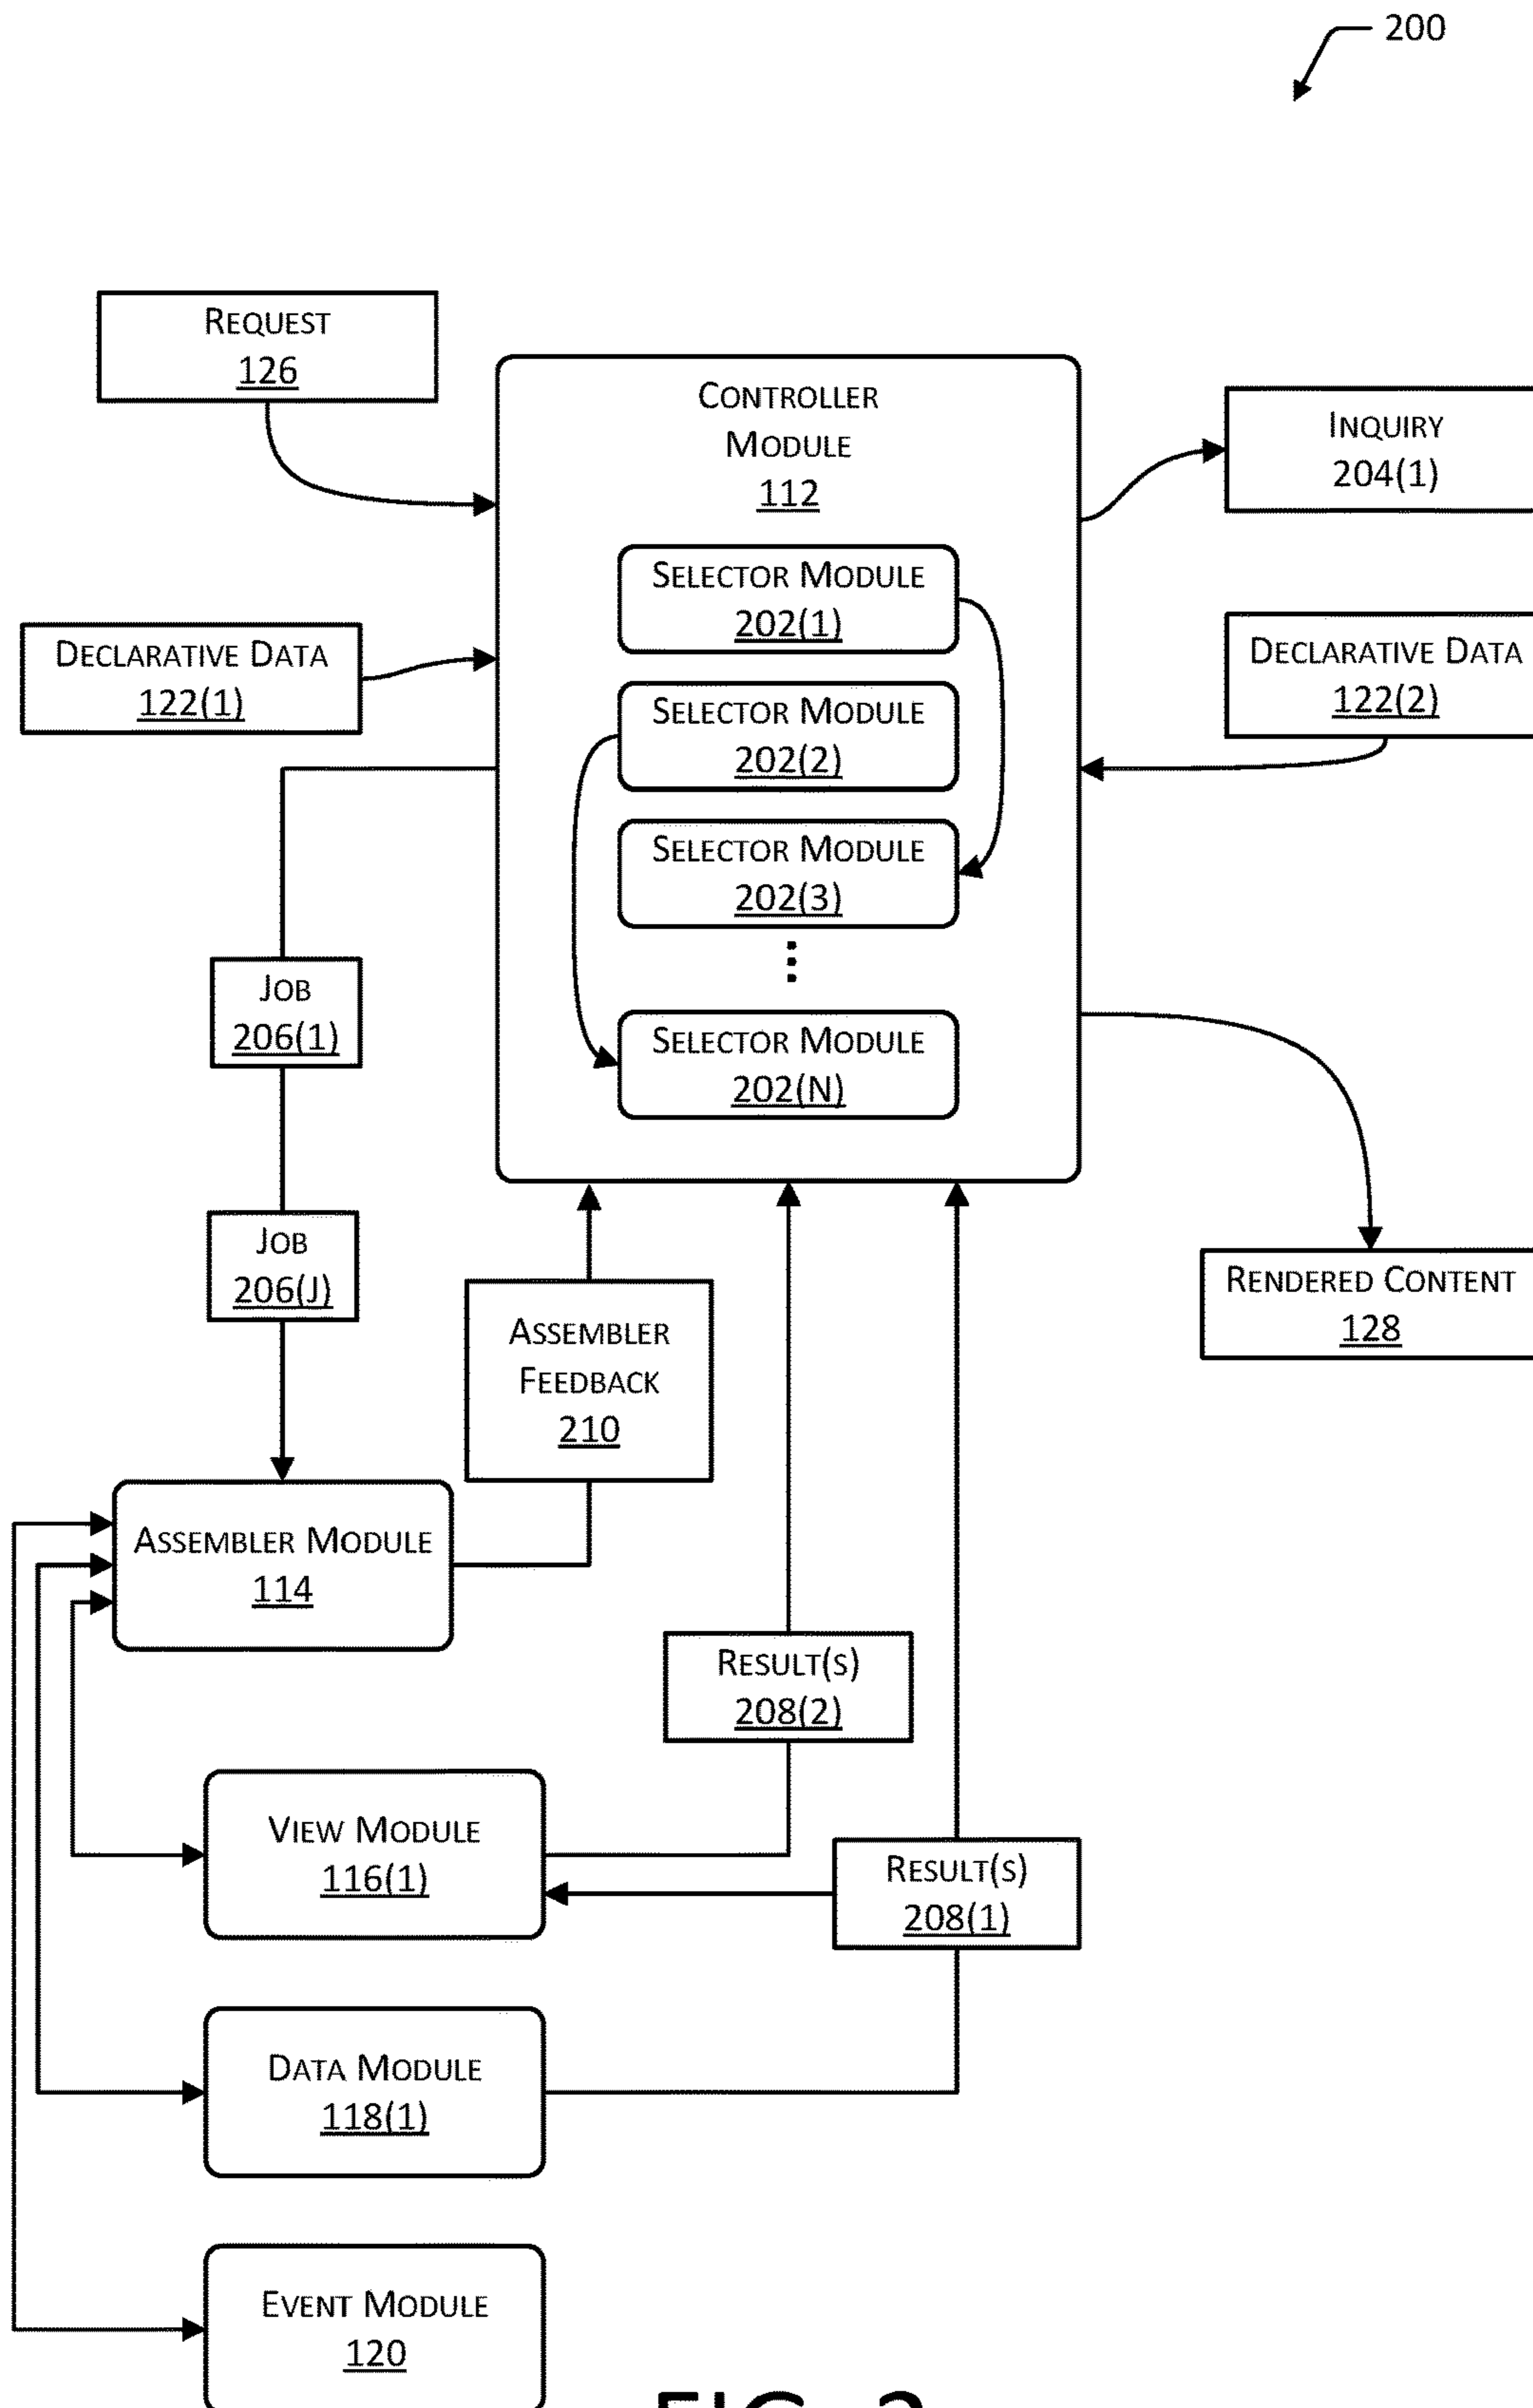 200
REQUEST
126
CONTROLLER
MODULE
112
INQUIRY
204(1)
SELECTOR MODULE
202(1)
DECLARATIVE DATA
122(1)
DECLARATIVE DATA
122(2)
SELECTOR MODULE
202(2)
SELECTOR MODULE
202(3)
JOB
206(1)
SELECTOR MODULE
202(N)
JOB
206(J)
RENDERED CONTENT
128
ASSEMBLER
FEEDBACK
210
ASSEMBLER MODULE
114
RESULT(S)
208(2)
VIEW MODULE
116(1)
RESULT(S)
208(1)
DATA MODULE
118(1)
EVENT MODULE
120